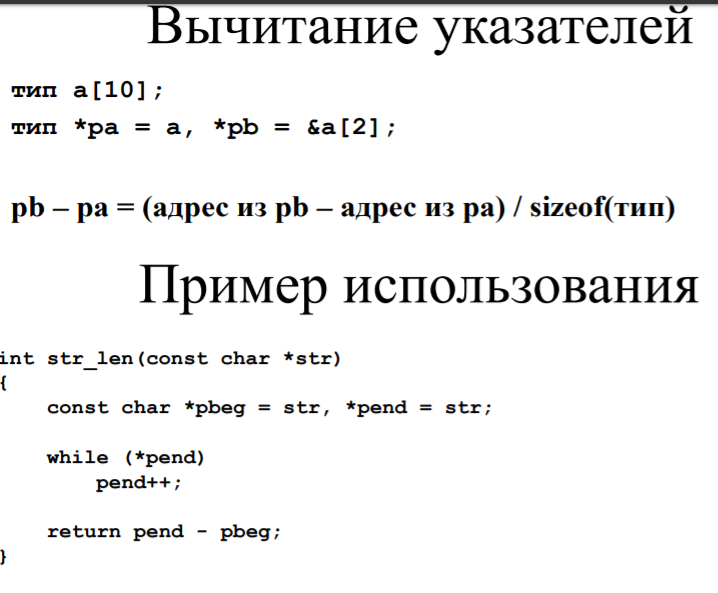 Вычитание указателей
тип a[10];
тип *pa = a, *pb = &a[2];
pb – pa = (адрес из pb – адрес из pa) / sizeof(тип)
Пример использования
int str_len(const char *str)
{
    const char *pbeg = str, *pend = str;
    while (*pend)
        pend++;
    return pend - pbeg;
}